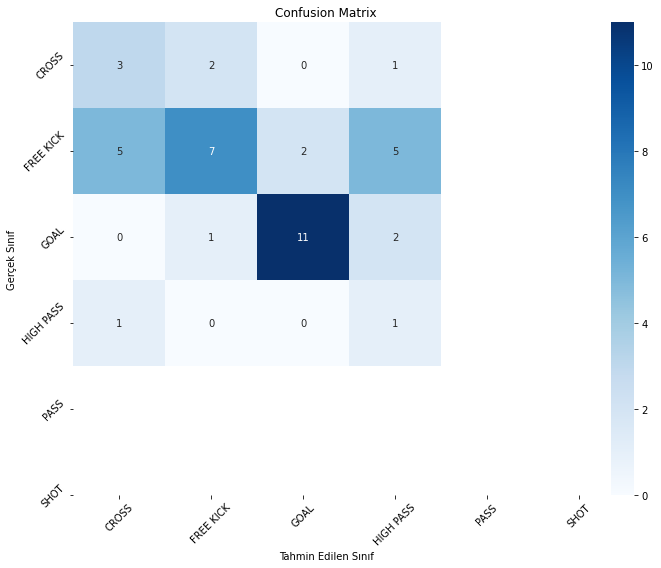 Confusion Matrix
CROSS
3 2 0 1
FREE KICK
5 7 2 5
GOAL
0 1 11 2
HIGH PASS
1 0 0 1
PASS
SHOT
Gerçek Sınıf
CROSS FREE KICK GOAL HIGH PASS PASS SHOT
Tahmin Edilen Sınıf
10
8
6
4
2
0